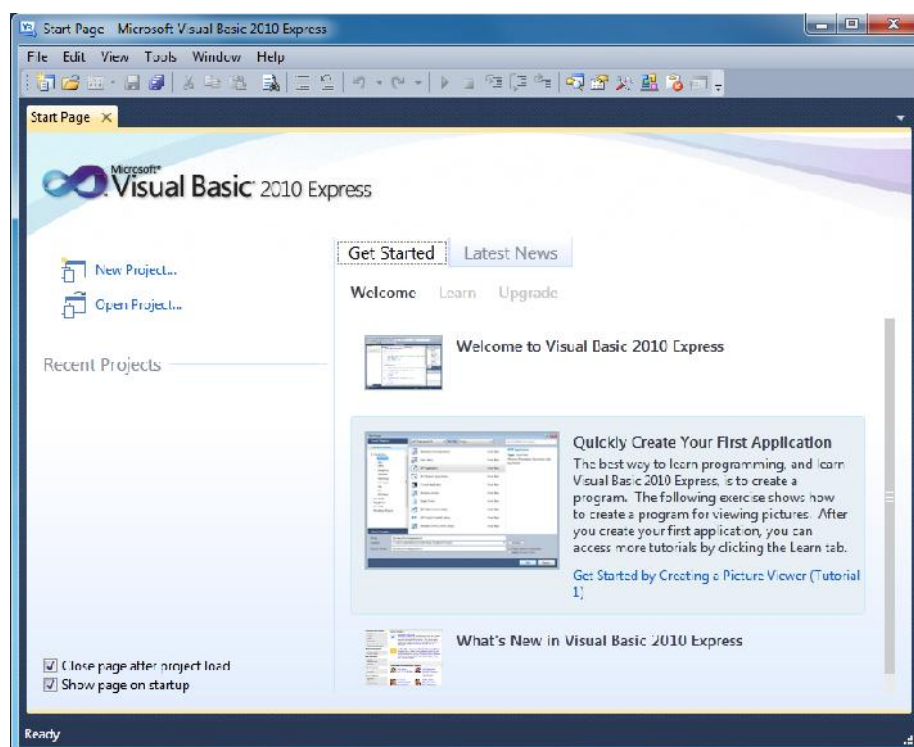 Start Page - Microsoft Visual Basic 2010 Express
File Edit View Tools Window Help
Start Page
Microsoft®
Visual Basic 2010 Express
New Project...
Open Project...
Recent Projects
Close page after project load
Show page on startup
Get Started Latest News
Welcome Learn Upgrade
Welcome to Visual Basic 2010 Express
Quickly Create Your First Application
The best way to learn programming, and learn
Visual Basic 2010 Express, is to create a
program. The following exercise shows how
to create a program for viewing pictures. After
you create your first application, you can
access more tutorials by clicking the Learn tab.
Get Started by Creating a Picture Viewer (Tutorial
1)
What's New in Visual Basic 2010 Express
Ready